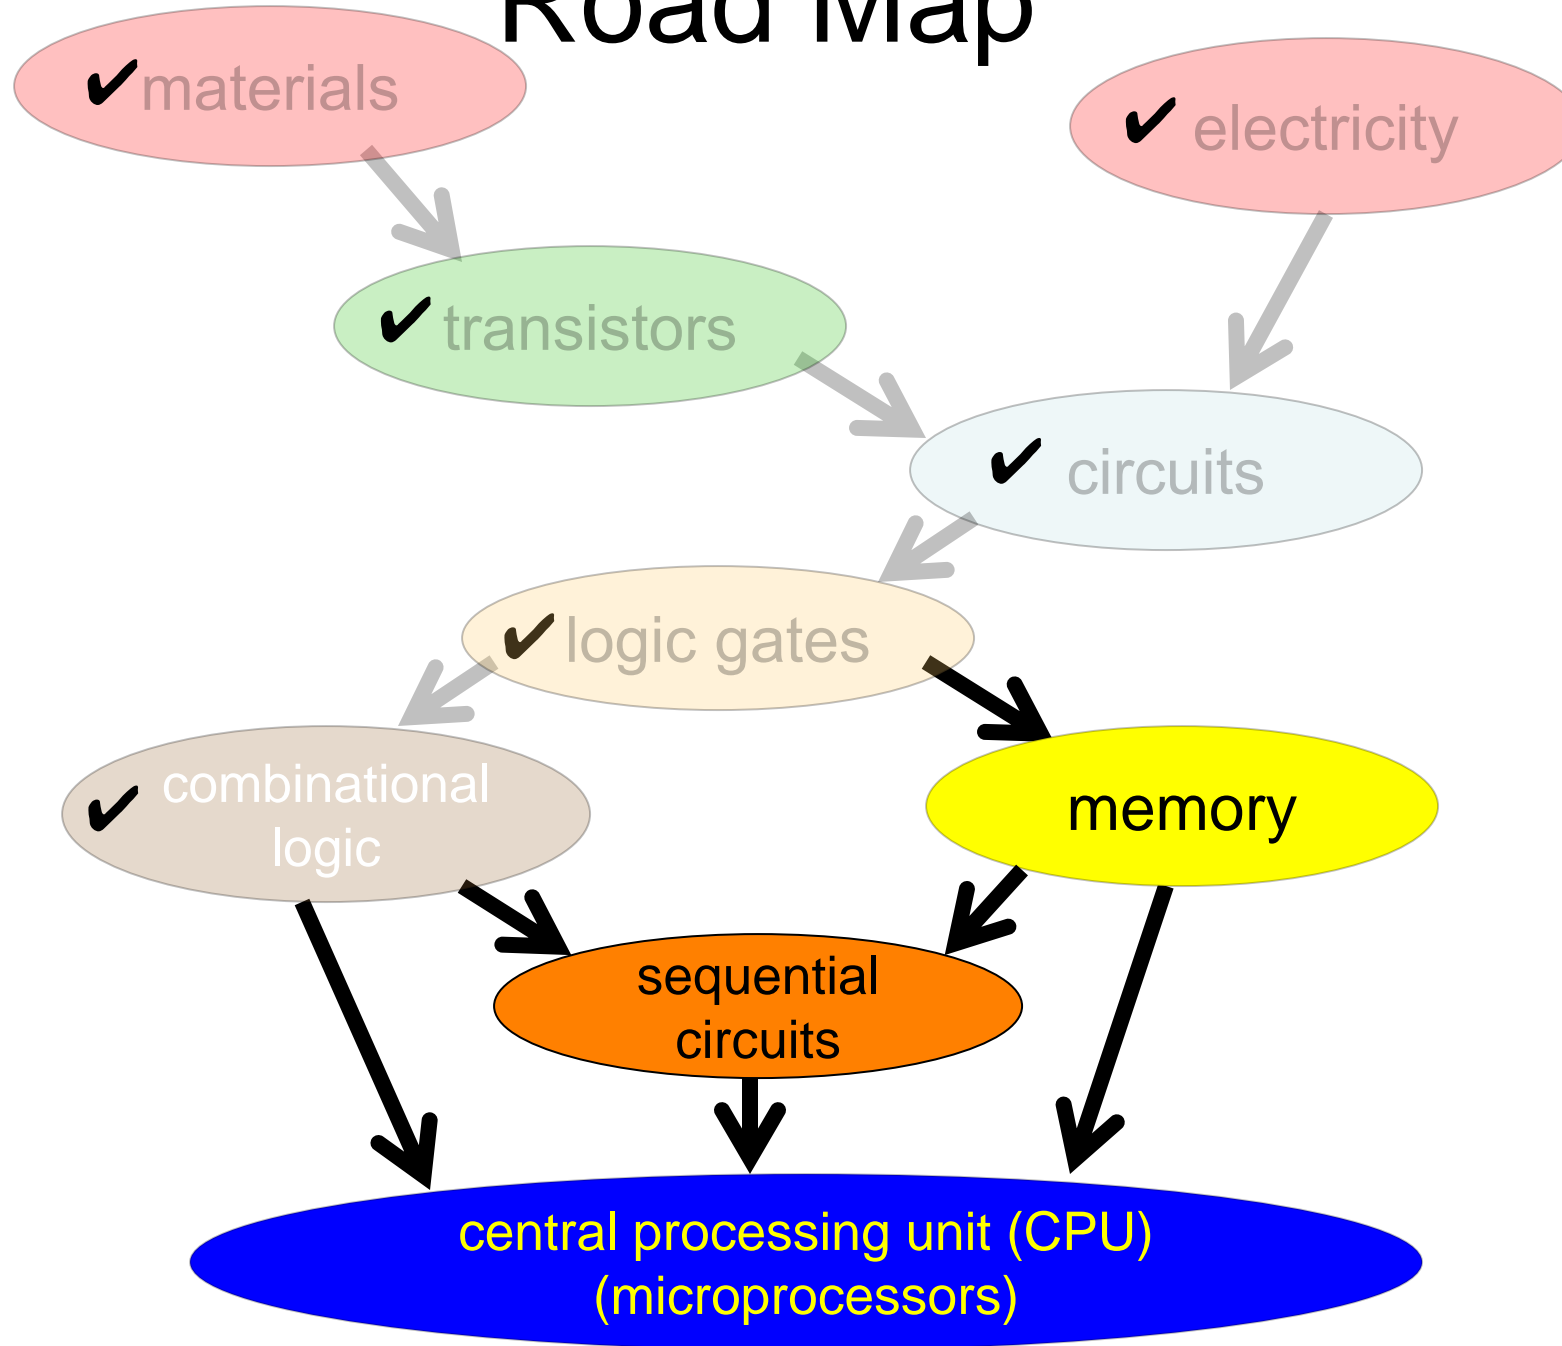 Road Map
✔materials
✔ electricity
✔ transistors
✔ circuits
✔ logic gates
✔ combinational
logic
memory
sequential
circuits
central processing unit (CPU)
(microprocessors)